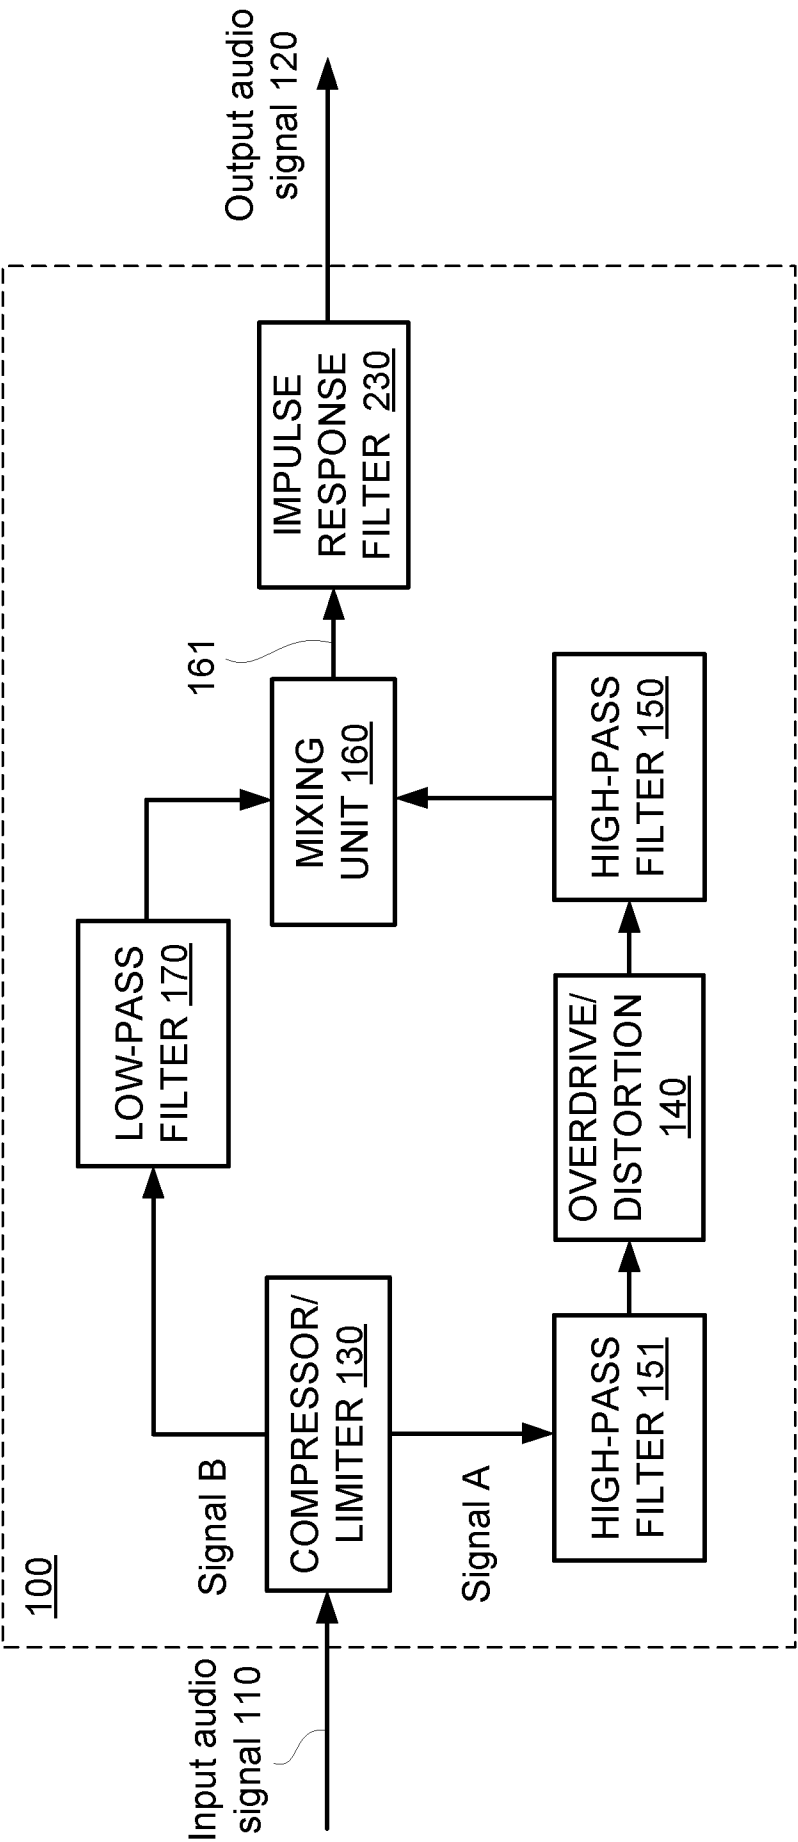 100
Input audio
signal 110
Signal B
COMPRESSOR/
LIMITER 130
Signal A
LOW-PASS
FILTER 170
HIGH-PASS
FILTER 151
OVERDRIVE/
DISTORTION
140
HIGH-PASS
FILTER 150
MIXING
UNIT 160
161
IMPULSE
RESPONSE
FILTER 230
Output audio
signal 120